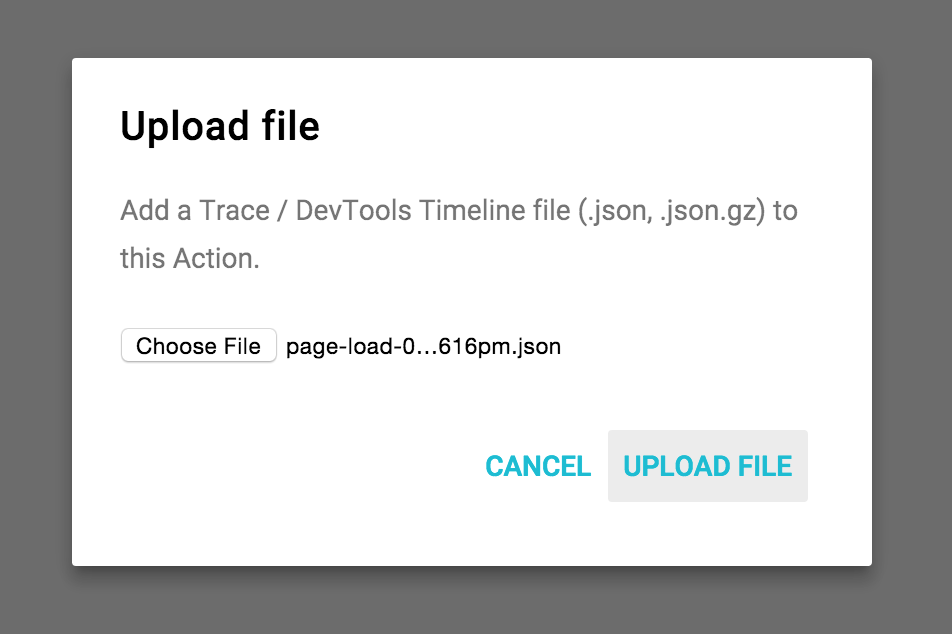 Upload file
Add a Trace / DevTools Timeline file (.json, .json.gz) to
this Action.
Choose File page-load-0...616pm.json
CANCEL UPLOAD FILE